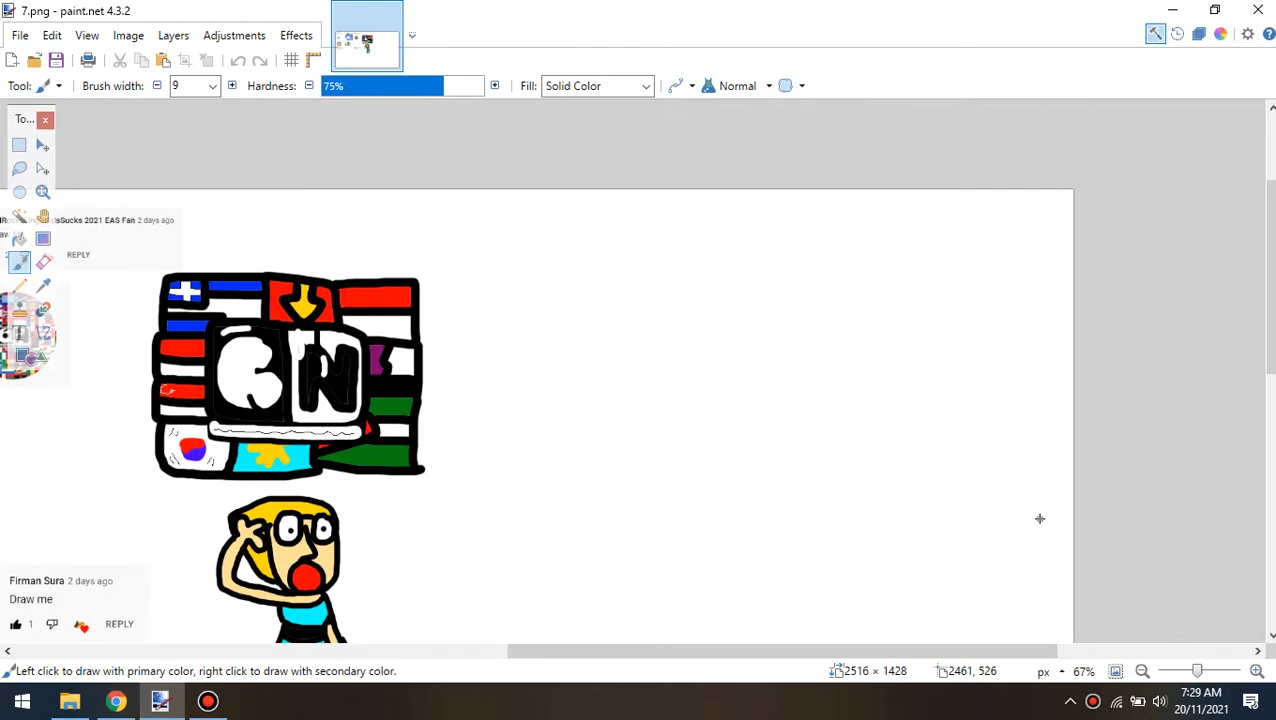 7.png - paint.net 4.3.2
File Edit View Image Layers Adjustments Effects
Tool: Brush width: 9 Hardness: 75% Fill: Solid Color Normal
To...
sSucks 2021 EAS Fan 2 days ago
REPLY
CN
Firman Sura 2 days ago
Draw me
1 REPLY
Left click to draw with primary color, right click to draw with secondary color.
2516 × 1428 2461, 526 px 67%
7:29 AM
20/11/2021